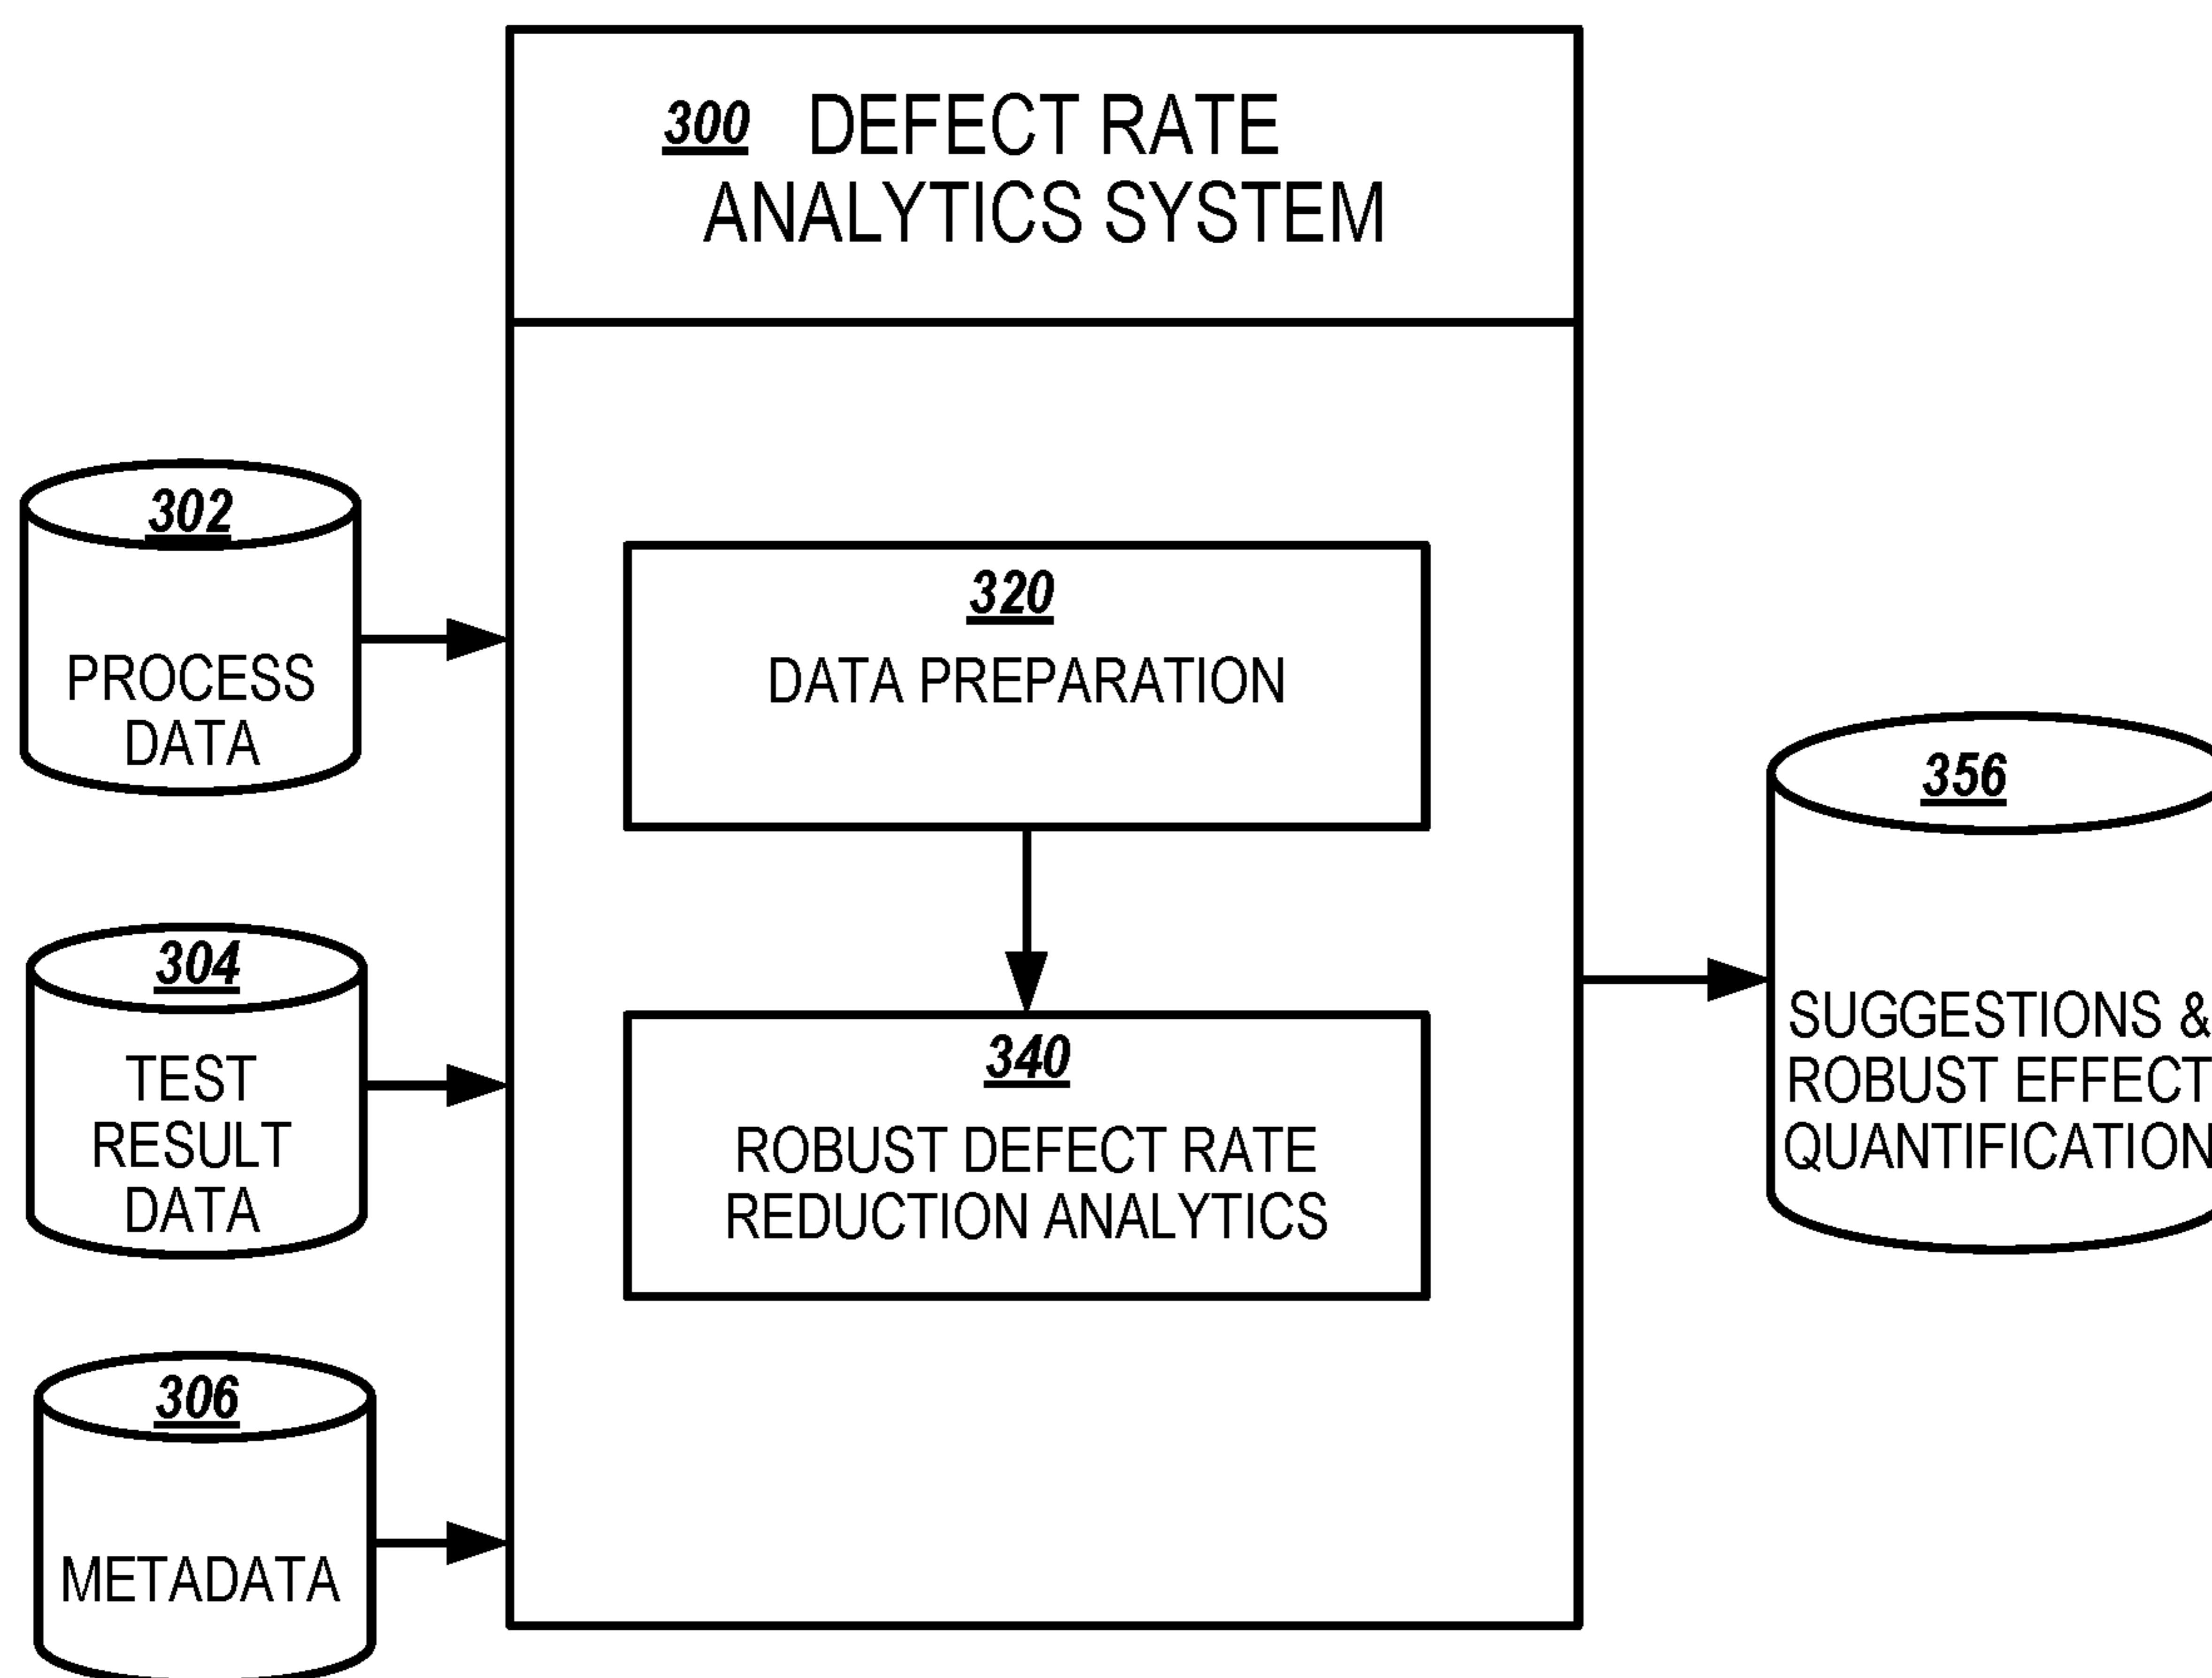 300 DEFECT RATE
ANALYTICS SYSTEM
302
PROCESS
DATA
304
TEST
RESULT
DATA
306
METADATA
320
DATA PREPARATION
340
ROBUST DEFECT RATE
REDUCTION ANALYTICS
356
SUGGESTIONS &
ROBUST EFFECT
QUANTIFICATION